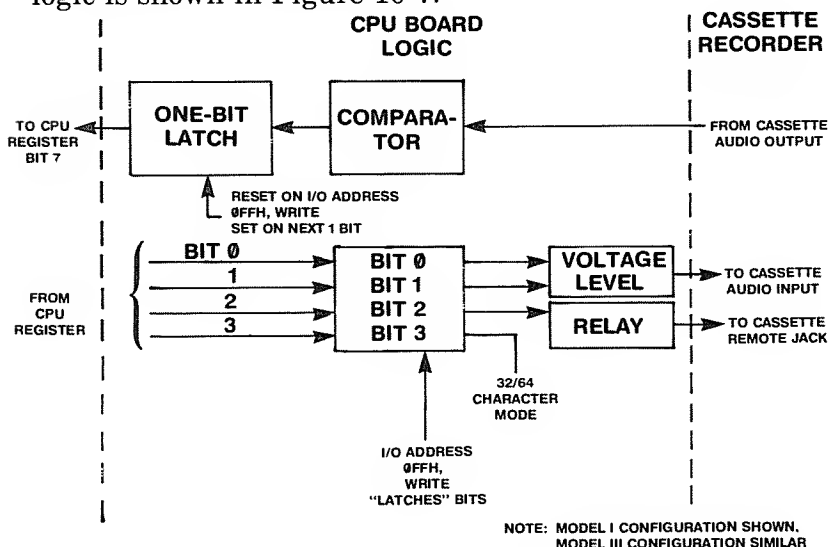 logic is shown in Figure 10-7.
CPU BOARD
LOGIC
CASSETTE
RECORDER
TO CPU
REGISTER
BIT 7
ONE-BIT
LATCH
COMPARA-
TOR
FROM CASSETTE
AUDIO OUTPUT
RESET ON I/O ADDRESS
ØFFH, WRITE
SET ON NEXT 1 BIT
FROM
CPU
REGISTER
BIT Ø
1
2
3
BIT Ø
BIT 1
BIT 2
BIT 3
VOLTAGE
LEVEL
TO CASSETTE
AUDIO INPUT
RELAY
TO CASSETTE
REMOTE JACK
32/64
CHARACTER
MODE
I/O ADDRESS
ØFFH,
WRITE
"LATCHES" BITS
NOTE: MODEL I CONFIGURATION SHOWN,
MODEL III CONFIGURATION SIMILAR